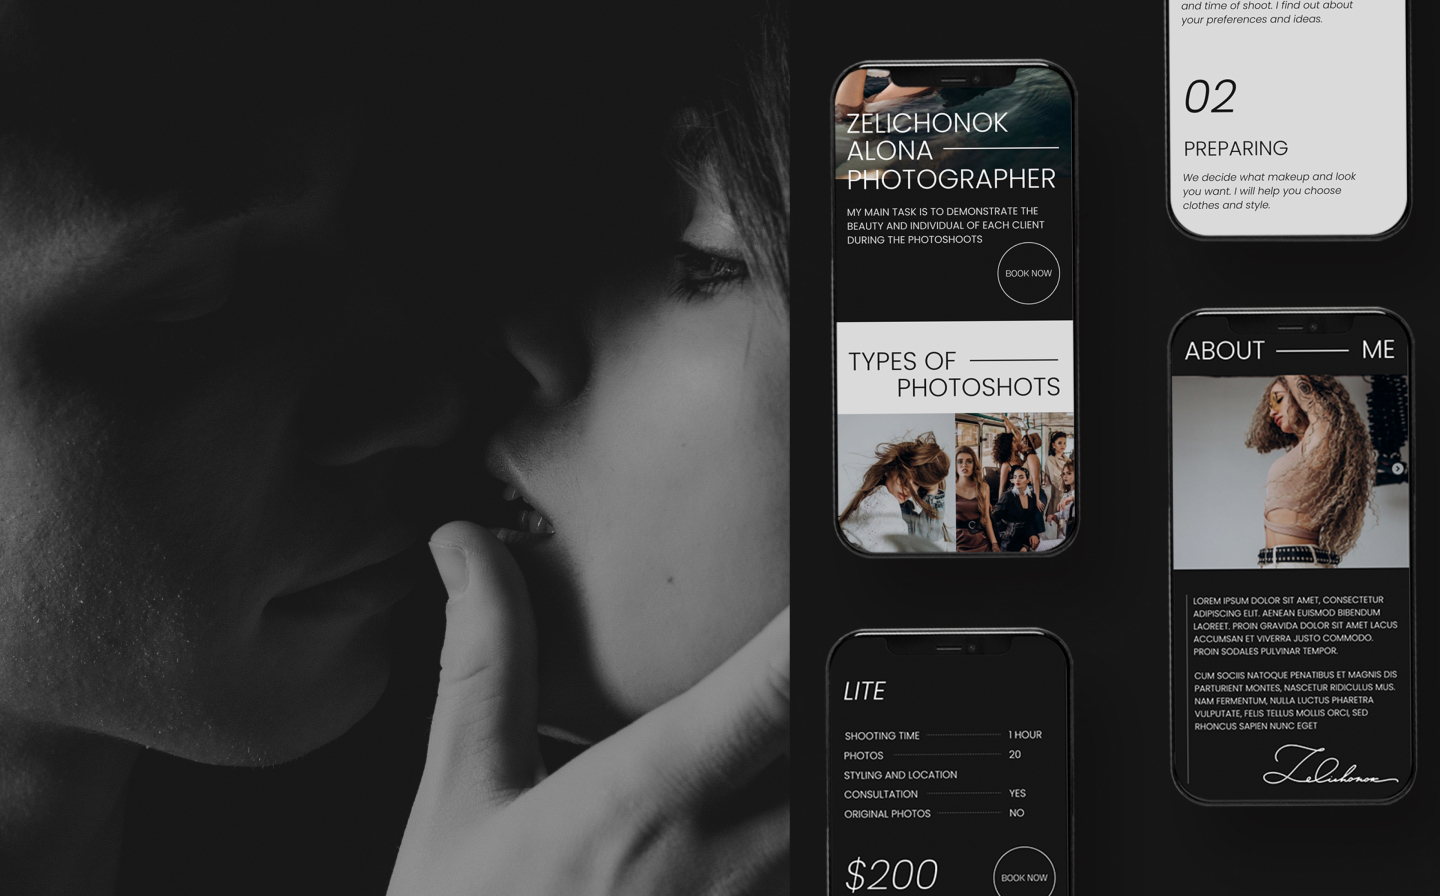 ZELICHONOK
ALONA
PHOTOGRAPHER
MY MAIN TASK IS TO DEMONSTRATE THE
BEAUTY AND INDIVIDUAL OF EACH CLIENT
DURING THE PHOTOSHOOTS
BOOK NOW
TYPES OF
PHOTOSHOTS
LITE
SHOOTING TIME 1 HOUR
PHOTOS 20
STYLING AND LOCATION
CONSULTATION YES
ORIGINAL PHOTOS NO
$200
BOOK NOW
and time of shoot. I find out about
your preferences and ideas.
02
PREPARING
We decide what makeup and look
you want. I will help you choose
clothes and style.
ABOUT ME
LOREM IPSUM DOLOR SIT AMET, CONSECTETUR
ADIPISCING ELIT. AENEAN EUISMOD BIBENDUM
LAOREET. PROIN GRAVIDA DOLOR SIT AMET LACUS
ACCUMSAN ET VIVERRA JUSTO COMMODO.
PROIN SODALES PULVINAR TEMPOR.
CUM SOCIIS NATOQUE PENATIBUS ET MAGNIS DIS
PARTURIENT MONTES, NASCETUR RIDICULUS MUS.
NAM FERMENTUM, NULLA LUCTUS PHARETRA
VULPUTATE, FELIS TELLUS MOLLIS ORCI, SED
RHONCUS SAPIEN NUNC EGET
Zelichonok